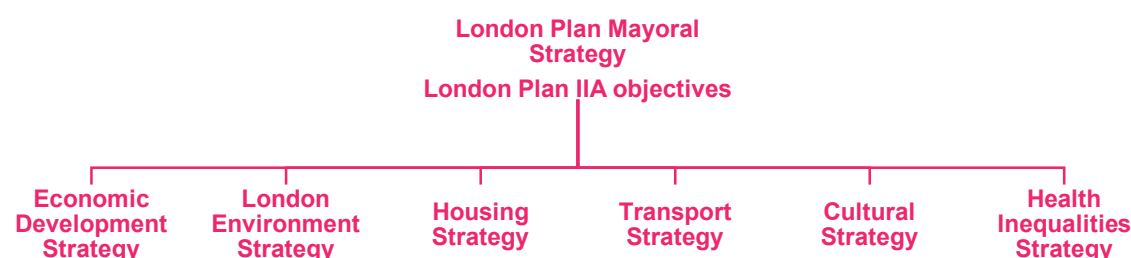 London Plan Mayoral
Strategy
London Plan IIA objectives
Economic
Development
Strategy
London
Environment
Strategy
Housing
Strategy
Transport
Strategy
Cultural
Strategy
Health
Inequalities
Strategy